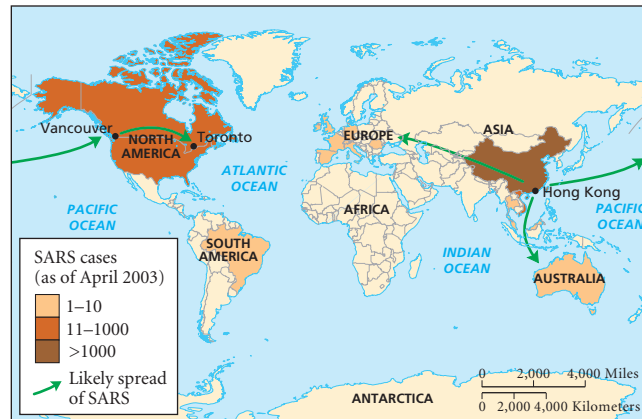 Vancouver
NORTH
AMERICA
Toronto
EUROPE
ASIA
ATLANTIC
OCEAN
AFRICA
Hong Kong
PACIFIC
OCEAN
PACIFIC
OCEAN
SOUTH
AMERICA
INDIAN
OCEAN
AUSTRALIA
SARS cases
(as of April 2003)
1–10
11–1000
>1000
Likely spread
of SARS
ANTARCTICA
0 2,000 4,000 Miles
0 2,000 4,000 Kilometers